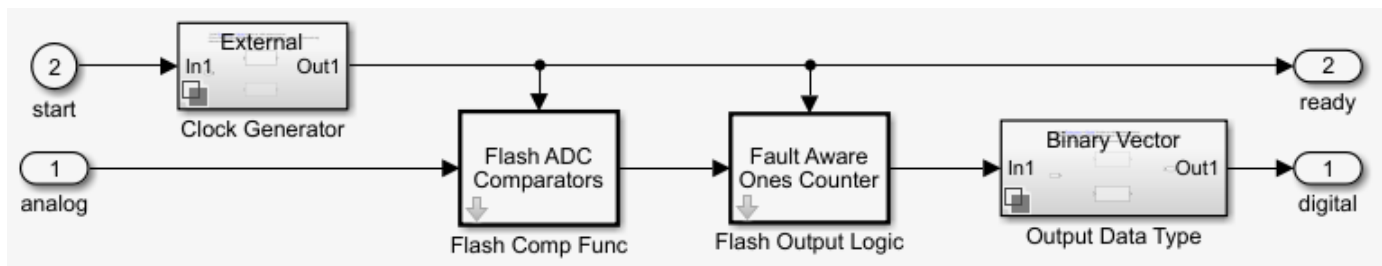 2
start
External
In1
Out1
Clock Generator
2
ready
1
analog
Flash ADC
Comparators
Flash Comp Func
Fault Aware
Ones Counter
Flash Output Logic
Binary Vector
In1
Out1
Output Data Type
1
digital